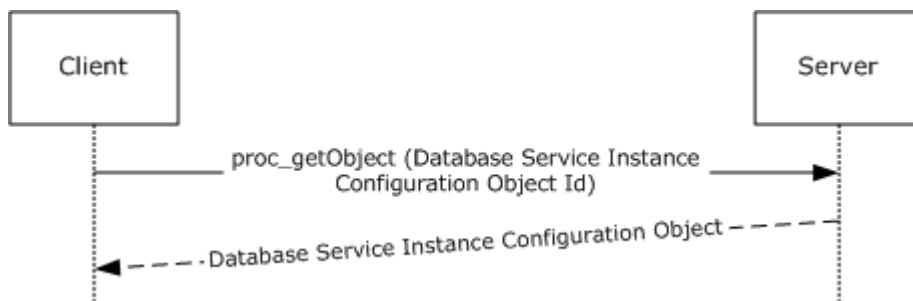 Client
Server
proc_getObject (Database Service Instance
Configuration Object Id)
Database Service Instance Configuration Object